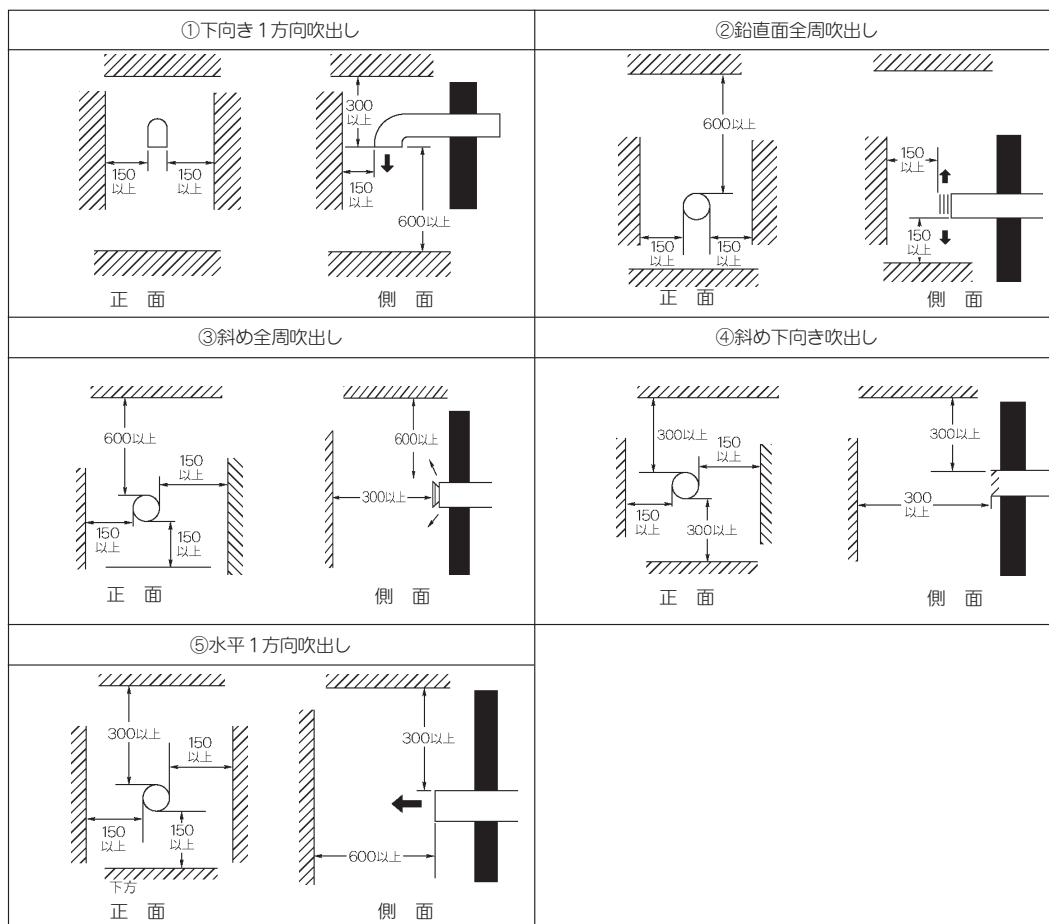 ①下向き1方向吹出し
300
以上
150
以上
150
以上
150
以上
600以上
正　面
側　面
②鉛直面全周吹出し
600以上
150
以上
150
以上
150
以上
150
以上
正　面
側　面
③斜め全周吹出し
600以上
150
以上
150
以上
150
以上
600以上
300以上
正　面
側　面
④斜め下向き吹出し
300以上
150
以上
150
以上
300以上
300以上
300
以上
正　面
側　面
⑤水平1方向吹出し
300以上
150
以上
150
以上
150
以上
下方
300以上
600以上
正　面
側　面